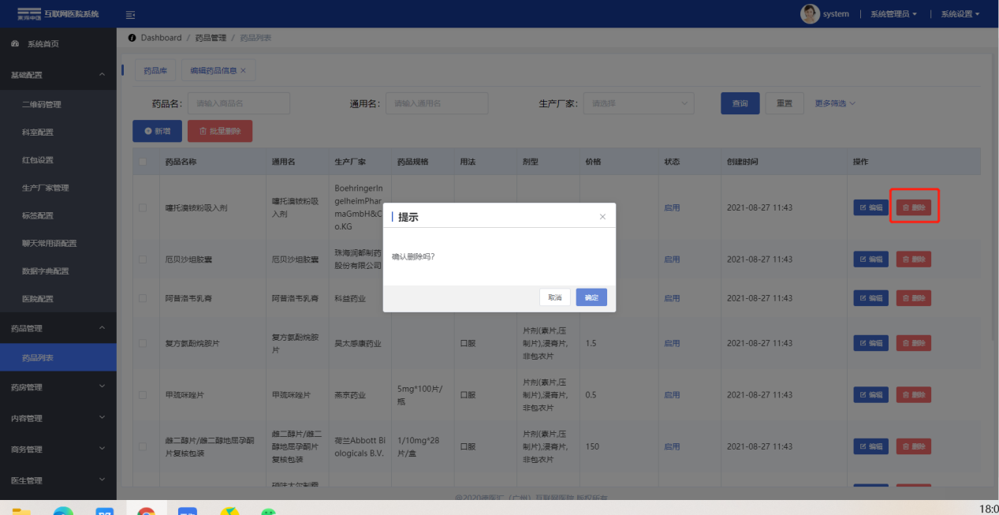 東海中医 互联网医院系统
system | 系统管理员 | 系统设置
系统首页
基础配置
二维码管理
科室配置
红包设置
生产厂家管理
标签配置
聊天常用语配置
数据字典配置
医院配置
药品管理
药品列表
药房管理
内容管理
商务管理
医生管理
Dashboard / 药品管理 / 药品列表
药品库 编辑药品信息 ×
药品名: 请输入商品名 通用名: 请输入通用名 生产厂家: 请选择 查询 重置 更多筛选
新增 批量删除
药品名称 通用名 生产厂家 药品规格 用法 剂型 价格 状态 创建时间 操作
噻托溴铵粉吸入剂 噻托溴铵粉吸
入剂
BoehringerIn
gelheimPhar
maGmbH&C
o.KG
启用 2021-08-27 11:43 编辑 删除
提示 ×
确认删除吗?
取消 确定
厄贝沙坦胶囊 厄贝沙坦胶囊 珠海润都制药
股份有限公司
启用 2021-08-27 11:43 编辑 删除
阿昔洛韦乳膏 阿昔洛韦乳膏 科益药业 启用 2021-08-27 11:43 编辑 删除
复方氨酚烷胺片 复方氨酚烷胺
片
吴太感康药业 口服 片剂(素片,压
制片),浸膏片,
非包衣片
1.5 启用 2021-08-27 11:43 编辑 删除
甲巯咪唑片 甲巯咪唑片 燕京药业 5mg*100片/
瓶
口服 片剂(素片,压
制片),浸膏片,
非包衣片
0.5 启用 2021-08-27 11:43 编辑 删除
雌二醇片/雌二醇地屈孕酮
片复核包装
雌二醇片/雌二
醇地屈孕酮片
复核包装
荷兰Abbott Bi
ologicals B.V.
1/10mg*28
片/盒
口服 片剂(素片,压
制片),浸膏片,
非包衣片
150 启用 2021-08-27 11:43 编辑 删除
18:0